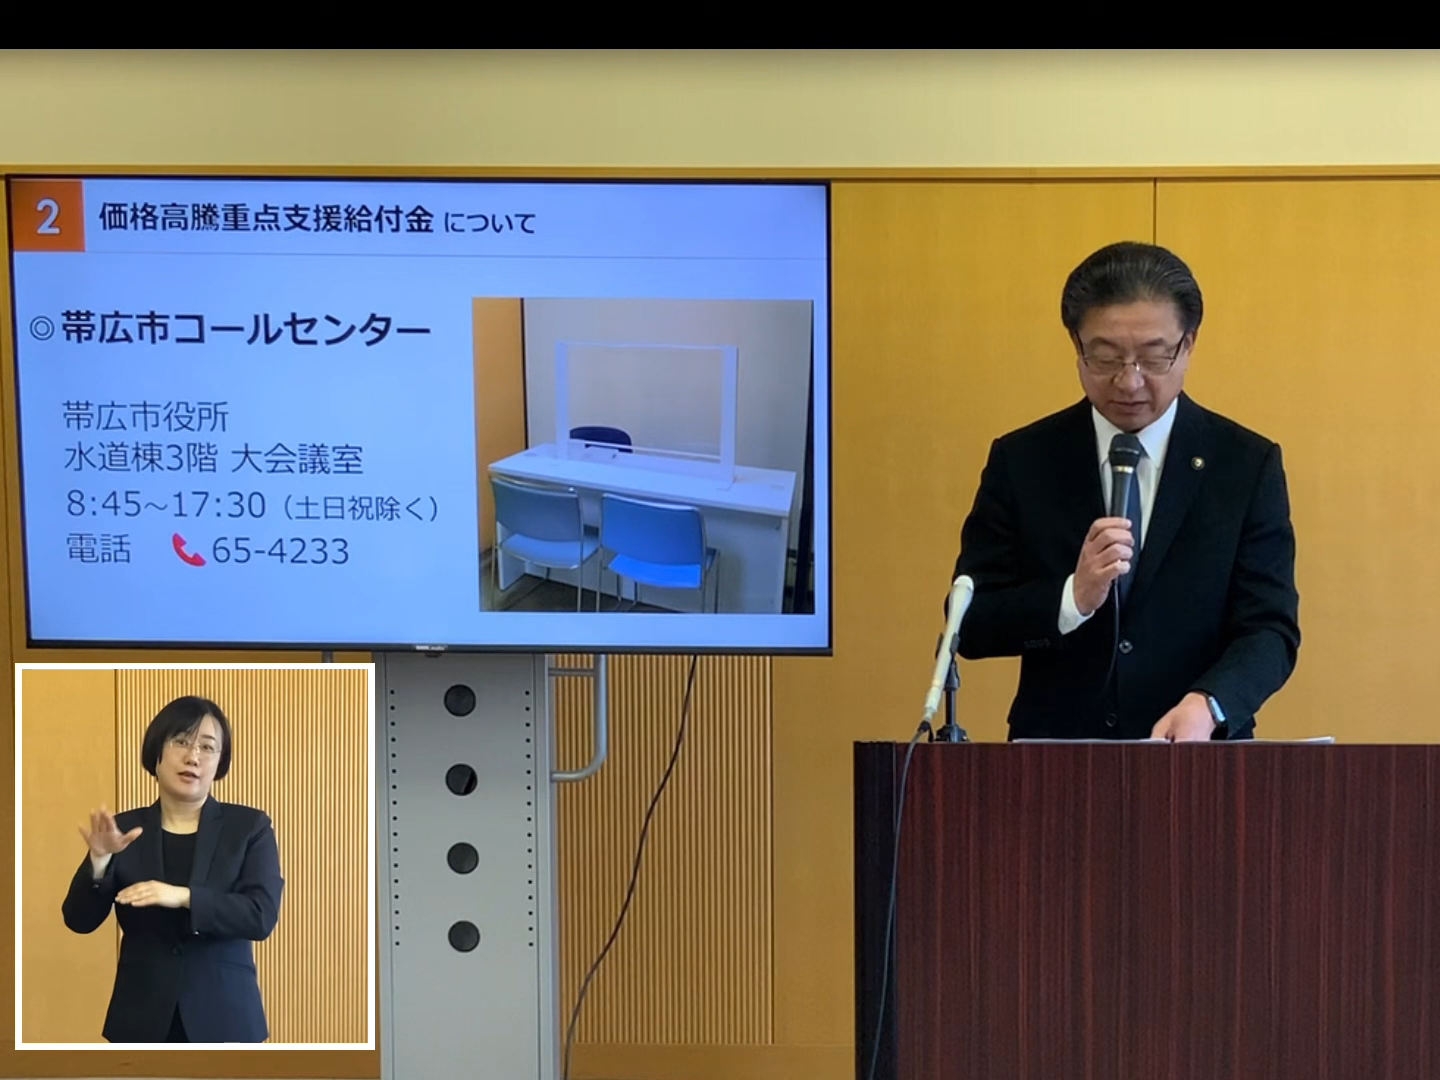 2 価格高騰重点支援給付金 について
◎ 帯広市コールセンター
帯広市役所
水道棟3階 大会議室
8:45~17:30（土日祝除く）
電話 65-4233